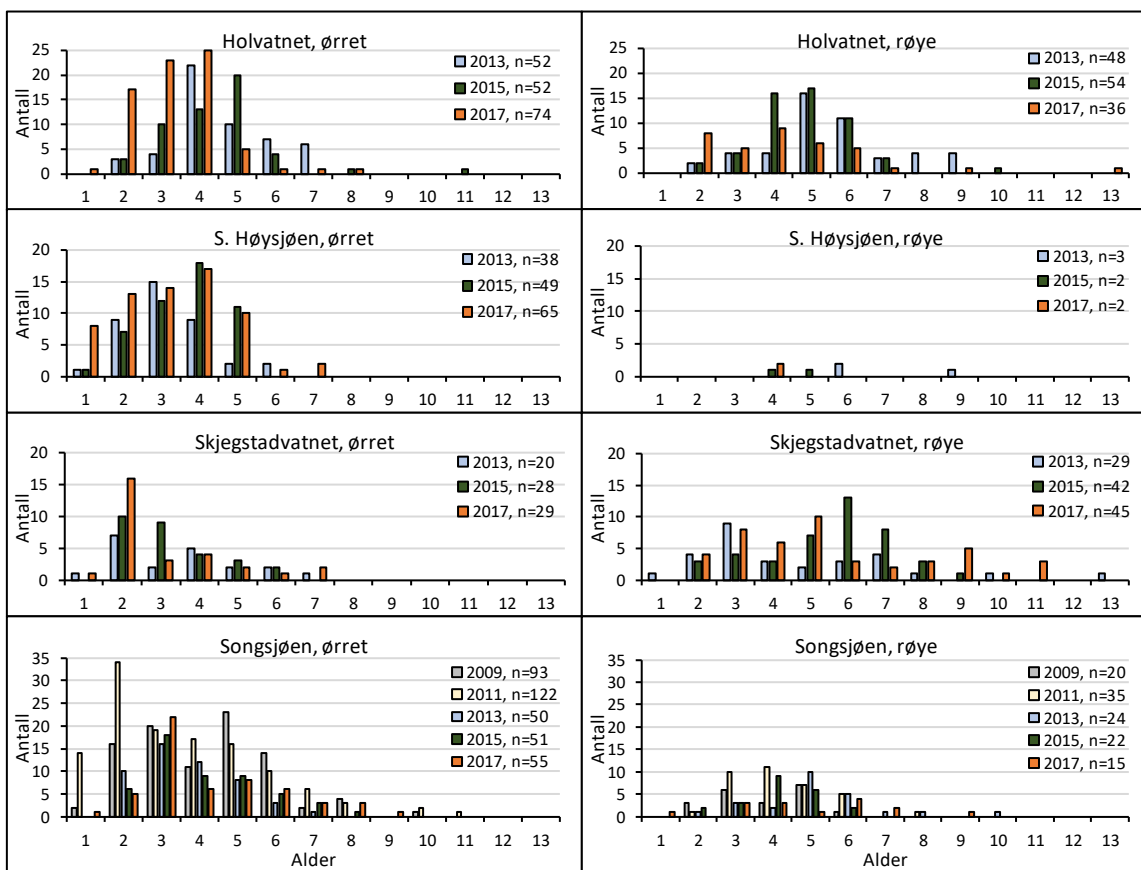 Holvatnet, ørret
2013, n=52
2015, n=52
2017, n=74
Antall
25
20
15
10
5
0
1 2 3 4 5 6 7 8 9 10 11 12 13
Holvatnet, røye
2013, n=48
2015, n=54
2017, n=36
Antall
25
20
15
10
5
0
1 2 3 4 5 6 7 8 9 10 11 12 13
S. Høysjøen, ørret
2013, n=38
2015, n=49
2017, n=65
Antall
20
15
10
5
0
1 2 3 4 5 6 7 8 9 10 11 12 13
S. Høysjøen, røye
2013, n=3
2015, n=2
2017, n=2
Antall
20
15
10
5
0
1 2 3 4 5 6 7 8 9 10 11 12 13
Skjegstadvatnet, ørret
2013, n=20
2015, n=28
2017, n=29
Antall
20
15
10
5
0
1 2 3 4 5 6 7 8 9 10 11 12 13
Skjegstadvatnet, røye
2013, n=29
2015, n=42
2017, n=45
Antall
20
15
10
5
0
1 2 3 4 5 6 7 8 9 10 11 12 13
Songsjøen, ørret
2009, n=93
2011, n=122
2013, n=50
2015, n=51
2017, n=55
Antall
35
30
25
20
15
10
5
0
1 2 3 4 5 6 7 8 9 10 11 12 13
Alder
Songsjøen, røye
2009, n=20
2011, n=35
2013, n=24
2015, n=22
2017, n=15
Antall
35
30
25
20
15
10
5
0
1 2 3 4 5 6 7 8 9 10 11 12 13
Alder